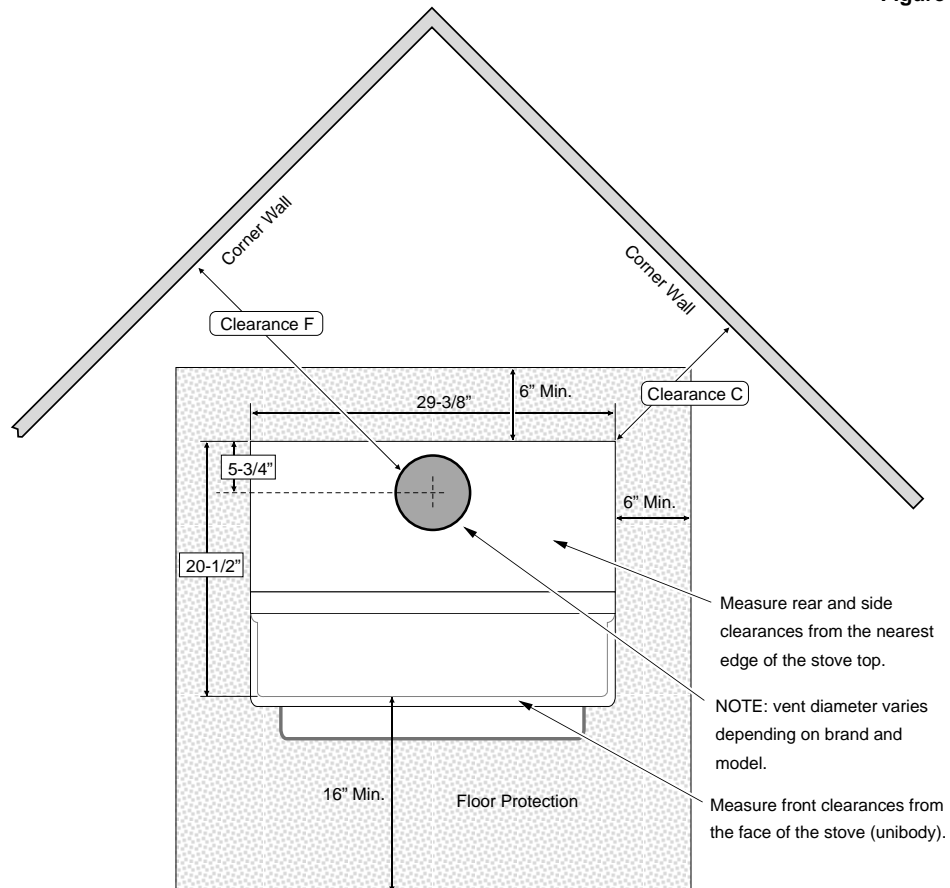 Figure
Corner Wall
Corner Wall
Clearance F
6” Min.
Clearance C
29-3/8”
5-3/4”
6” Min.
20-1/2”
Measure rear and side
clearances from the nearest
edge of the stove top.
NOTE: vent diameter varies
depending on brand and
model.
16” Min.
Floor Protection
Measure front clearances from
the face of the stove (unibody).